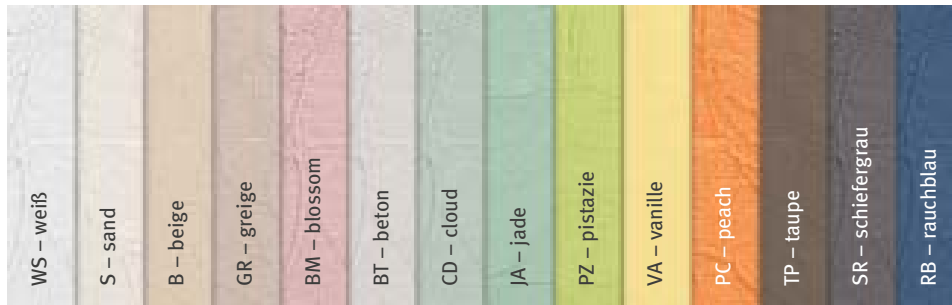 WS – weiß
S – sand
B – beige
GR – greige
BM – blossom
BT – beton
CD – cloud
JA – jade
PZ – pistazie
VA – vanille
PC – peach
TP – taupe
SR – schiefergrau
RB – rauchblau